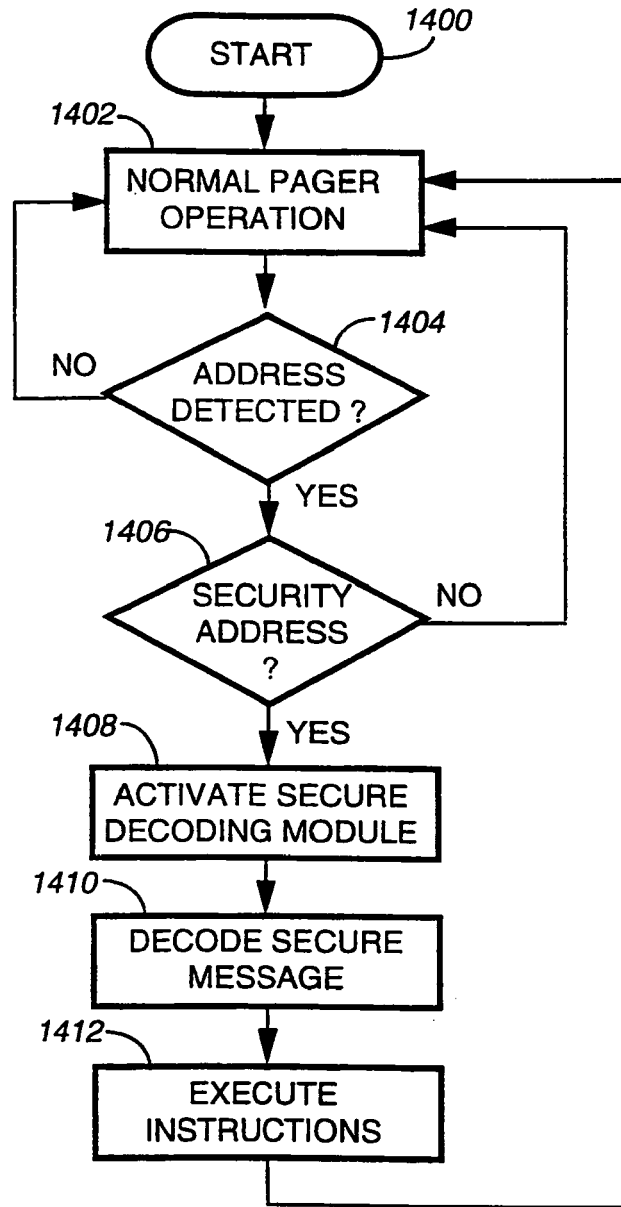 1400
START
1402
NORMAL PAGER
OPERATION
1404
NO
ADDRESS
DETECTED ?
YES
1406
SECURITY
ADDRESS
?
NO
YES
1408
ACTIVATE SECURE
DECODING MODULE
1410
DECODE SECURE
MESSAGE
1412
EXECUTE
INSTRUCTIONS